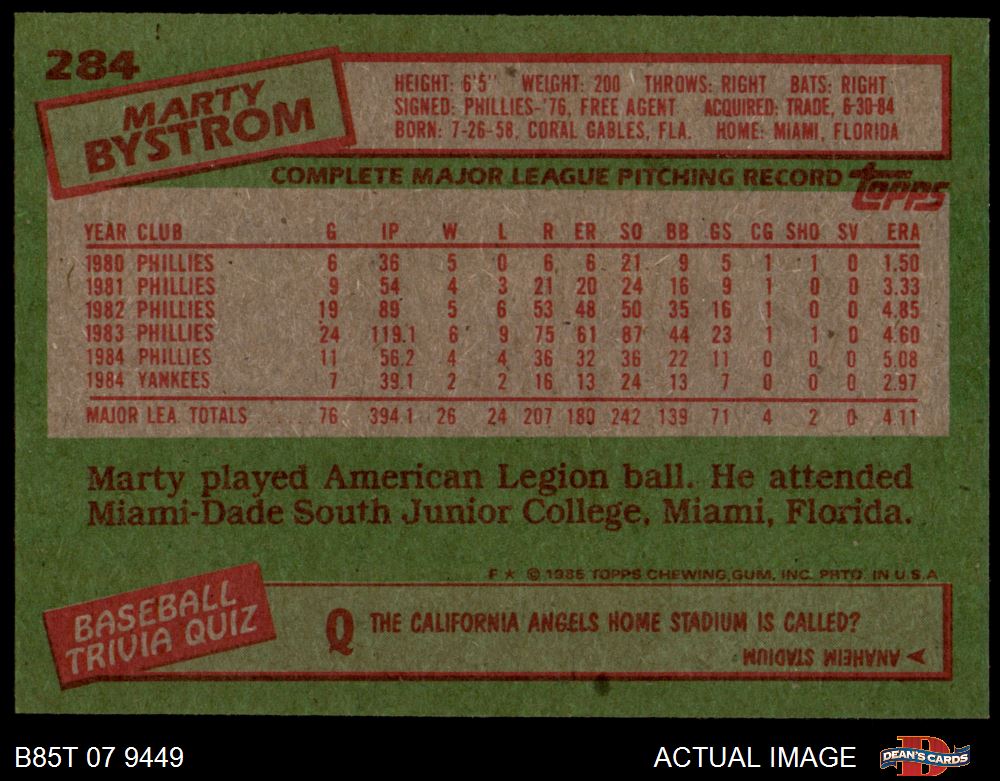 284
MARTY
BYSTROM
HEIGHT: 6'5" WEIGHT: 200 THROWS: RIGHT BATS: RIGHT
SIGNED: PHILLIES-'76, FREE AGENT ACQUIRED: TRADE, 6-30-84
BORN: 7-26-58, CORAL GABLES, FLA. HOME: MIAMI, FLORIDA
COMPLETE MAJOR LEAGUE PITCHING RECORD topps
YEAR CLUB G IP W L R ER SO BB GS CG SHO SV ERA
1980 PHILLIES 6 36 5 0 6 6 21 9 5 1 1 0 1.50
1981 PHILLIES 9 54 4 3 21 20 24 16 9 1 0 0 3.33
1982 PHILLIES 19 89 5 6 53 48 50 35 16 1 0 0 4.85
1983 PHILLIES 24 119.1 6 9 75 61 87 44 23 1 1 0 4.60
1984 PHILLIES 11 56.2 4 4 36 32 36 22 11 0 0 0 5.08
1984 YANKEES 7 39.1 2 2 16 13 24 13 7 0 0 0 2.97
MAJOR LEA. TOTALS ...... 76 394.1 26 24 207 180 242 139 71 4 2 0 4.11
Marty played American Legion ball. He attended
Miami-Dade South Junior College, Miami, Florida.
F ★ © 1985 TOPPS CHEWING GUM, INC. PRTD. IN U.S.A.
BASEBALL
TRIVIA QUIZ
Q THE CALIFORNIA ANGELS HOME STADIUM IS CALLED?
A ANAHEIM STADIUM
B85T 07 9449 ACTUAL IMAGE DEAN'S CARDS